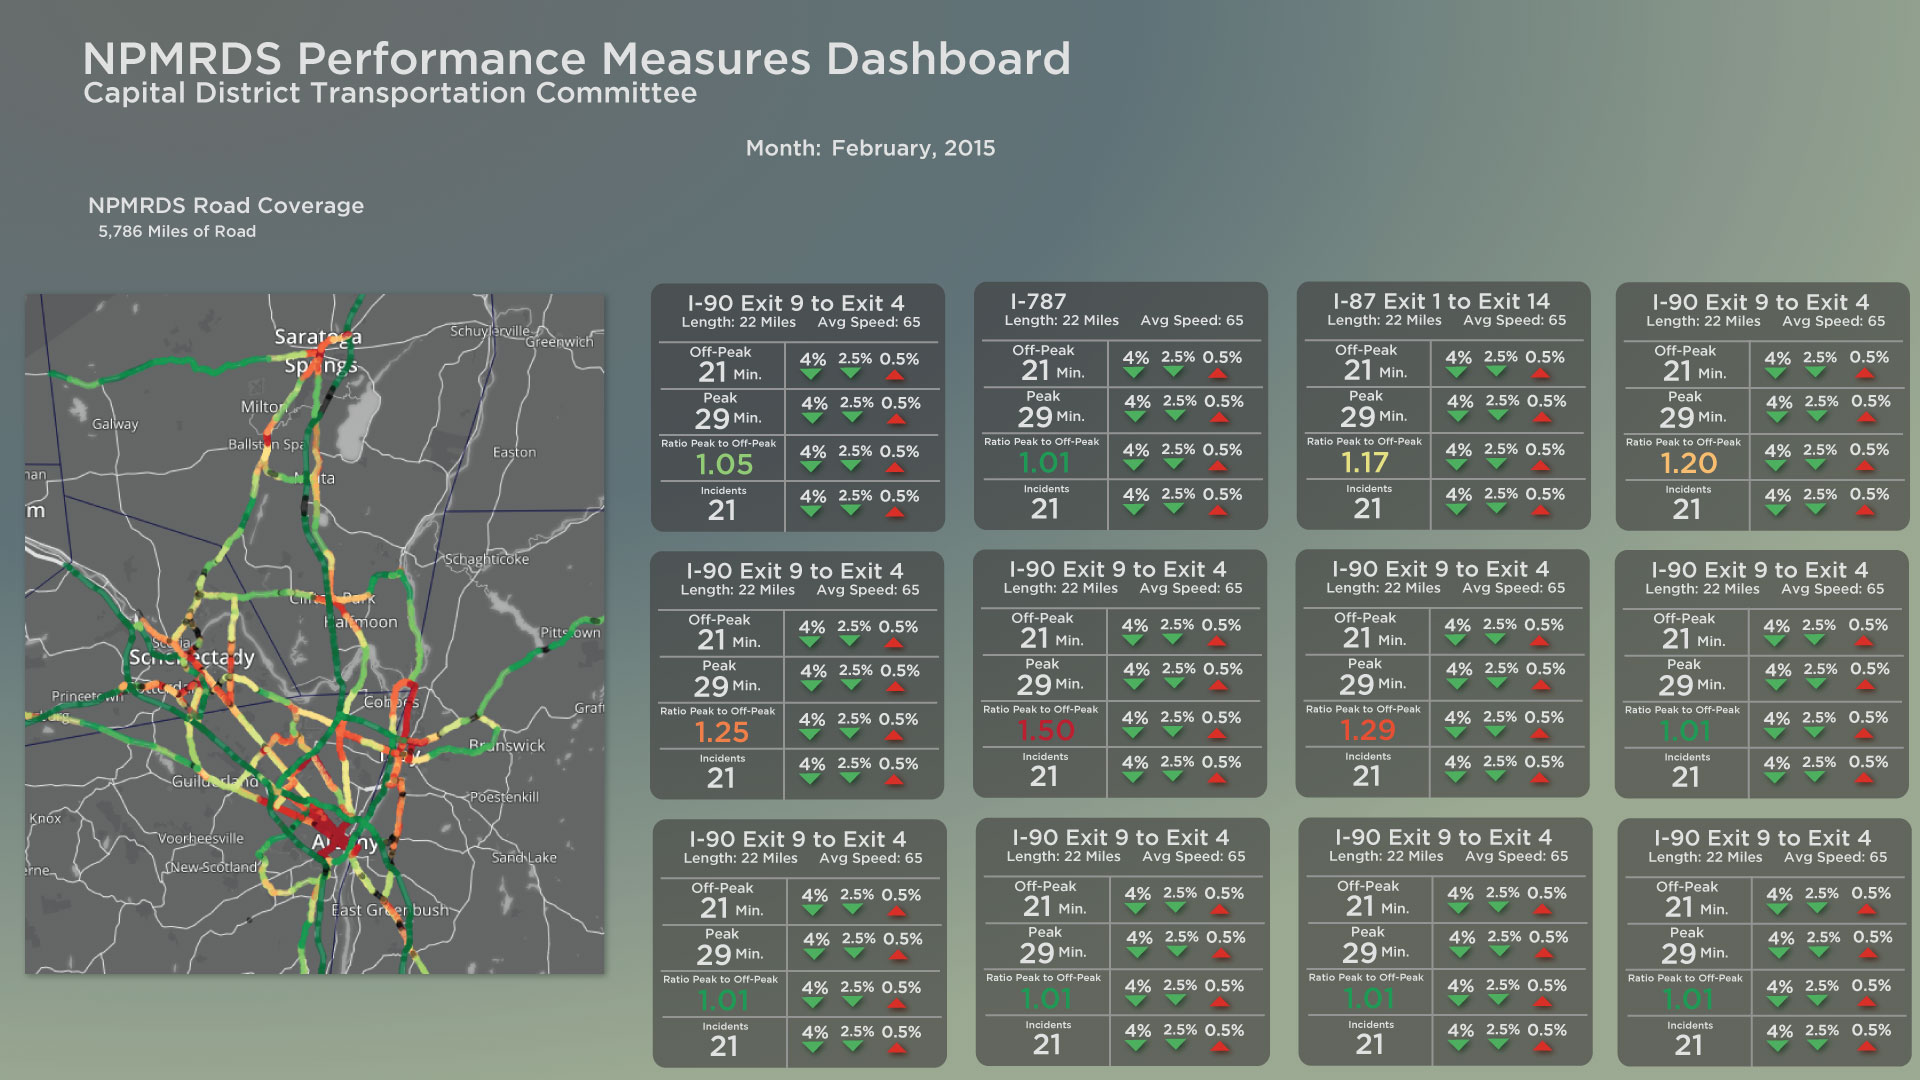 NPMRDS Performance Measures Dashboard
Capital District Transportation Committee
Month: February, 2015
NPMRDS Road Coverage
5,786 Miles of Road
Saratoga
Springs
Schuylerville
Greenwich
Milton
Galway
Ballston Spa
Easton
Malta
m
Schaghticoke
Clifton Park
Halfmoon
Pittstown
Scotia
Schenectady
Princetown
Rotterdam
Cohoes
Graft
Brunswick
Troy
Guilderland
Poestenkill
Knox
Voorheesville
Albany
New Scotland
Sand Lake
erne
East Greenbush
I-90 Exit 9 to Exit 4
Length: 22 Miles Avg Speed: 65
Off-Peak
21 Min. 4% 2.5% 0.5%
Peak
29 Min. 4% 2.5% 0.5%
Ratio Peak to Off-Peak
1.05 4% 2.5% 0.5%
Incidents
21 4% 2.5% 0.5%
I-787
Length: 22 Miles Avg Speed: 65
Off-Peak
21 Min. 4% 2.5% 0.5%
Peak
29 Min. 4% 2.5% 0.5%
Ratio Peak to Off-Peak
1.01 4% 2.5% 0.5%
Incidents
21 4% 2.5% 0.5%
I-87 Exit 1 to Exit 14
Length: 22 Miles Avg Speed: 65
Off-Peak
21 Min. 4% 2.5% 0.5%
Peak
29 Min. 4% 2.5% 0.5%
Ratio Peak to Off-Peak
1.17 4% 2.5% 0.5%
Incidents
21 4% 2.5% 0.5%
I-90 Exit 9 to Exit 4
Length: 22 Miles Avg Speed: 65
Off-Peak
21 Min. 4% 2.5% 0.5%
Peak
29 Min. 4% 2.5% 0.5%
Ratio Peak to Off-Peak
1.20 4% 2.5% 0.5%
Incidents
21 4% 2.5% 0.5%
I-90 Exit 9 to Exit 4
Length: 22 Miles Avg Speed: 65
Off-Peak
21 Min. 4% 2.5% 0.5%
Peak
29 Min. 4% 2.5% 0.5%
Ratio Peak to Off-Peak
1.25 4% 2.5% 0.5%
Incidents
21 4% 2.5% 0.5%
I-90 Exit 9 to Exit 4
Length: 22 Miles Avg Speed: 65
Off-Peak
21 Min. 4% 2.5% 0.5%
Peak
29 Min. 4% 2.5% 0.5%
Ratio Peak to Off-Peak
1.50 4% 2.5% 0.5%
Incidents
21 4% 2.5% 0.5%
I-90 Exit 9 to Exit 4
Length: 22 Miles Avg Speed: 65
Off-Peak
21 Min. 4% 2.5% 0.5%
Peak
29 Min. 4% 2.5% 0.5%
Ratio Peak to Off-Peak
1.29 4% 2.5% 0.5%
Incidents
21 4% 2.5% 0.5%
I-90 Exit 9 to Exit 4
Length: 22 Miles Avg Speed: 65
Off-Peak
21 Min. 4% 2.5% 0.5%
Peak
29 Min. 4% 2.5% 0.5%
Ratio Peak to Off-Peak
1.01 4% 2.5% 0.5%
Incidents
21 4% 2.5% 0.5%
I-90 Exit 9 to Exit 4
Length: 22 Miles Avg Speed: 65
Off-Peak
21 Min. 4% 2.5% 0.5%
Peak
29 Min. 4% 2.5% 0.5%
Ratio Peak to Off-Peak
1.01 4% 2.5% 0.5%
Incidents
21 4% 2.5% 0.5%
I-90 Exit 9 to Exit 4
Length: 22 Miles Avg Speed: 65
Off-Peak
21 Min. 4% 2.5% 0.5%
Peak
29 Min. 4% 2.5% 0.5%
Ratio Peak to Off-Peak
1.01 4% 2.5% 0.5%
Incidents
21 4% 2.5% 0.5%
I-90 Exit 9 to Exit 4
Length: 22 Miles Avg Speed: 65
Off-Peak
21 Min. 4% 2.5% 0.5%
Peak
29 Min. 4% 2.5% 0.5%
Ratio Peak to Off-Peak
1.01 4% 2.5% 0.5%
Incidents
21 4% 2.5% 0.5%
I-90 Exit 9 to Exit 4
Length: 22 Miles Avg Speed: 65
Off-Peak
21 Min. 4% 2.5% 0.5%
Peak
29 Min. 4% 2.5% 0.5%
Ratio Peak to Off-Peak
1.01 4% 2.5% 0.5%
Incidents
21 4% 2.5% 0.5%